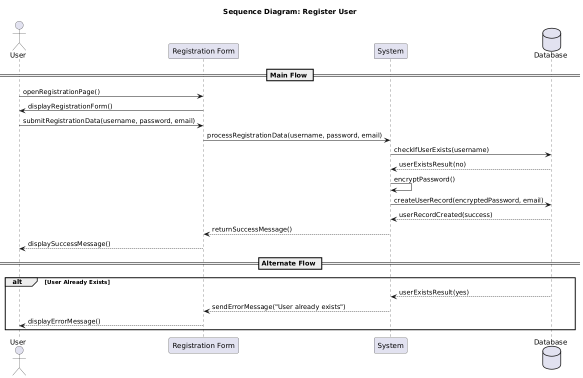 Sequence Diagram: Register User
User
Registration Form
System
Database
Main Flow
openRegistrationPage()
displayRegistrationForm()
submitRegistrationData(username, password, email)
processRegistrationData(username, password, email)
checkIfUserExists(username)
userExistsResult(no)
encryptPassword()
createUserRecord(encryptedPassword, email)
userRecordCreated(success)
returnSuccessMessage()
displaySuccessMessage()
Alternate Flow
alt [User Already Exists]
userExistsResult(yes)
sendErrorMessage("User already exists")
displayErrorMessage()
User
Registration Form
System
Database